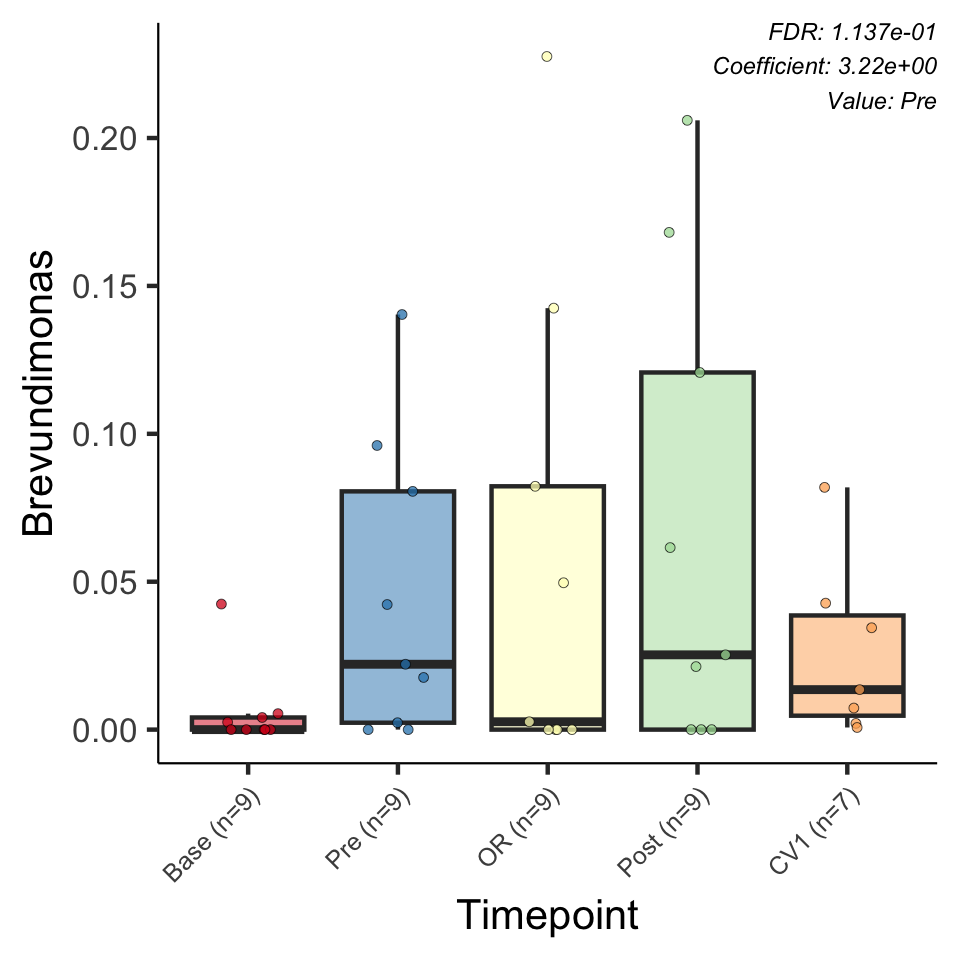 FDR: 1.137e-01
Coefficient: 3.22e+00
Value: Pre
Brevundimonas
0.20
0.15
0.10
0.05
0.00
Base (n=9)
Pre (n=9)
OR (n=9)
Post (n=9)
CV1 (n=7)
Timepoint